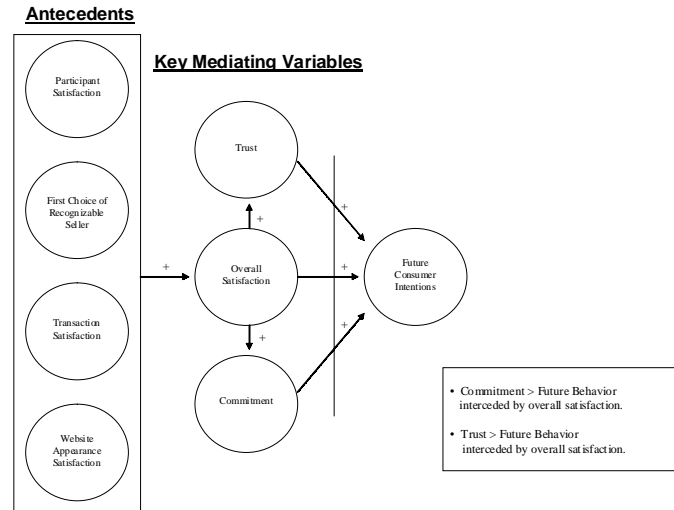 Antecedents
Key Mediating Variables
Participant
Satisfaction
First Choice of
Recognizable
Seller
Transaction
Satisfaction
Website
Appearance
Satisfaction
+
Trust
+
Overall
Satisfaction
+
Commitment
+
+
+
Future
Consumer
Intentions
• Commitment > Future Behavior
interceded by overall satisfaction.
• Trust > Future Behavior
interceded by overall satisfaction.